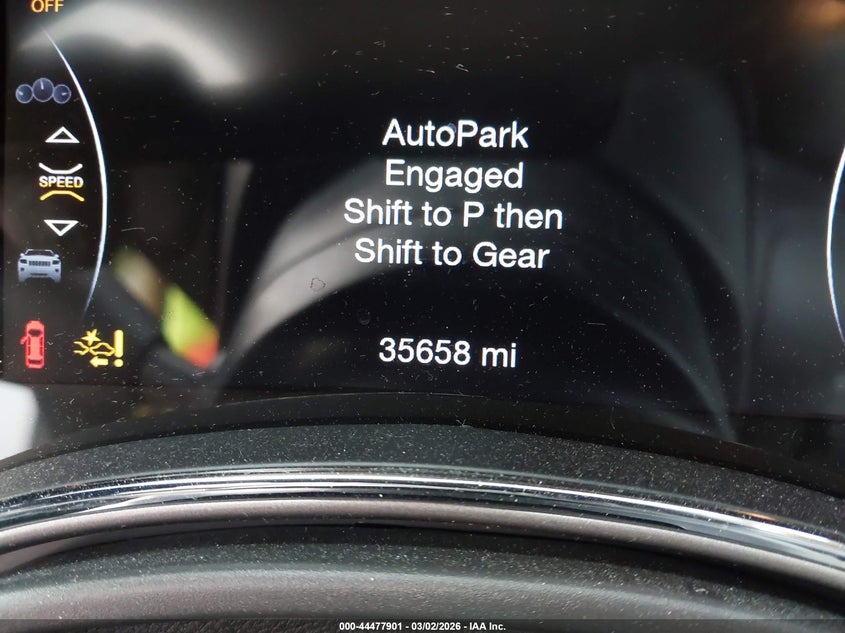 OFF
AutoPark
Engaged
Shift to P then
SPEED
Shift to Gear
35658 mi
000-44477901 - 03/02/2026 - IAA Inc.